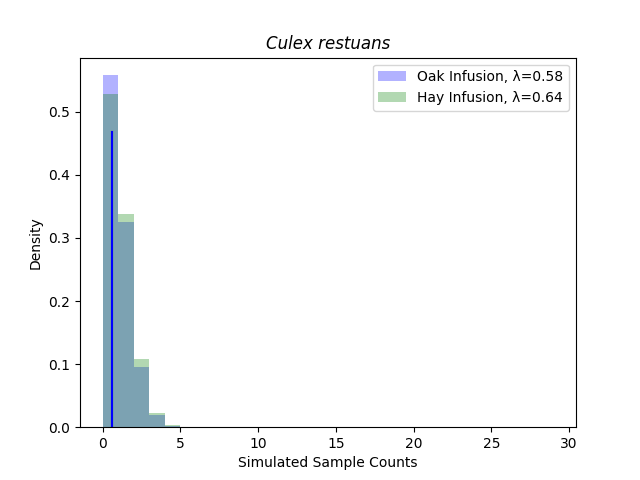 Culex restuans
Oak Infusion, λ=0.58
Hay Infusion, λ=0.64
Density
0.5
0.4
0.3
0.2
0.1
0.0
0 5 10 15 20 25 30
Simulated Sample Counts